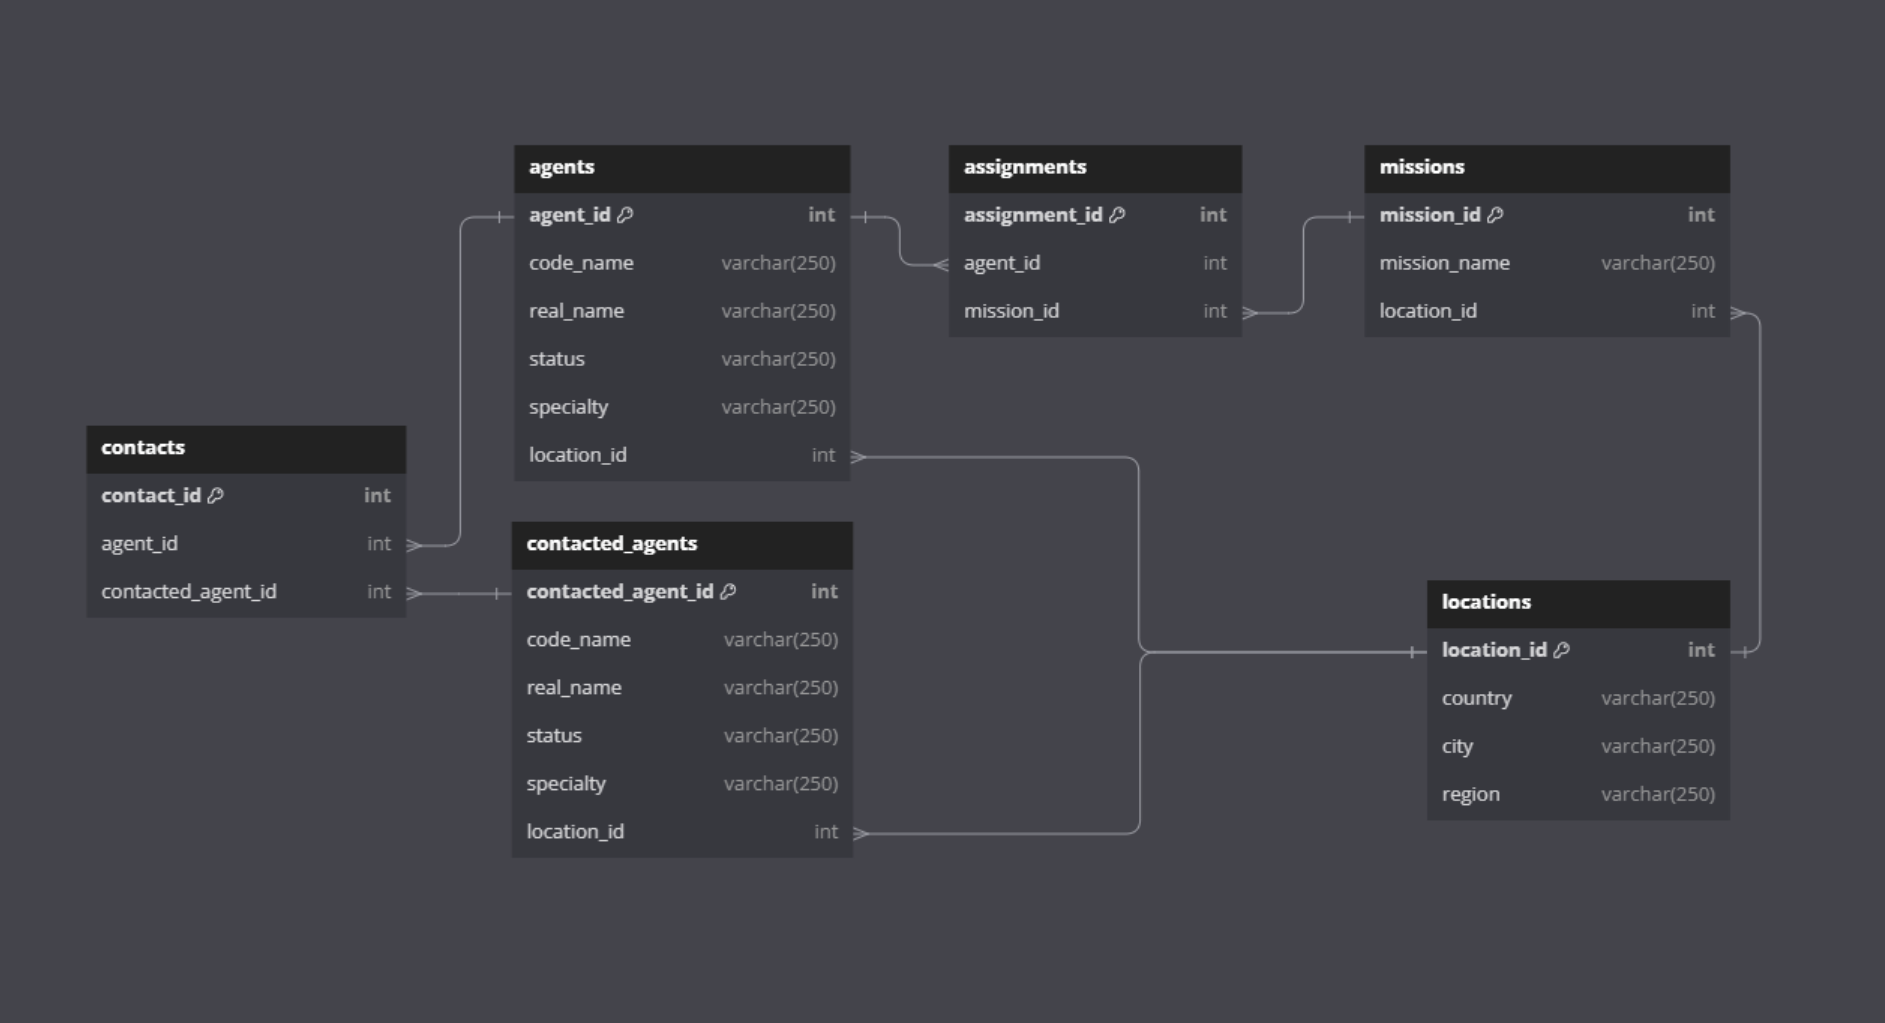 agents
agent_id int
code_name varchar(250)
real_name varchar(250)
status varchar(250)
specialty varchar(250)
location_id int
assignments
assignment_id int
agent_id int
mission_id int
missions
mission_id int
mission_name varchar(250)
location_id int
contacts
contact_id int
agent_id int
contacted_agent_id int
contacted_agents
contacted_agent_id int
code_name varchar(250)
real_name varchar(250)
status varchar(250)
specialty varchar(250)
location_id int
locations
location_id int
country varchar(250)
city varchar(250)
region varchar(250)